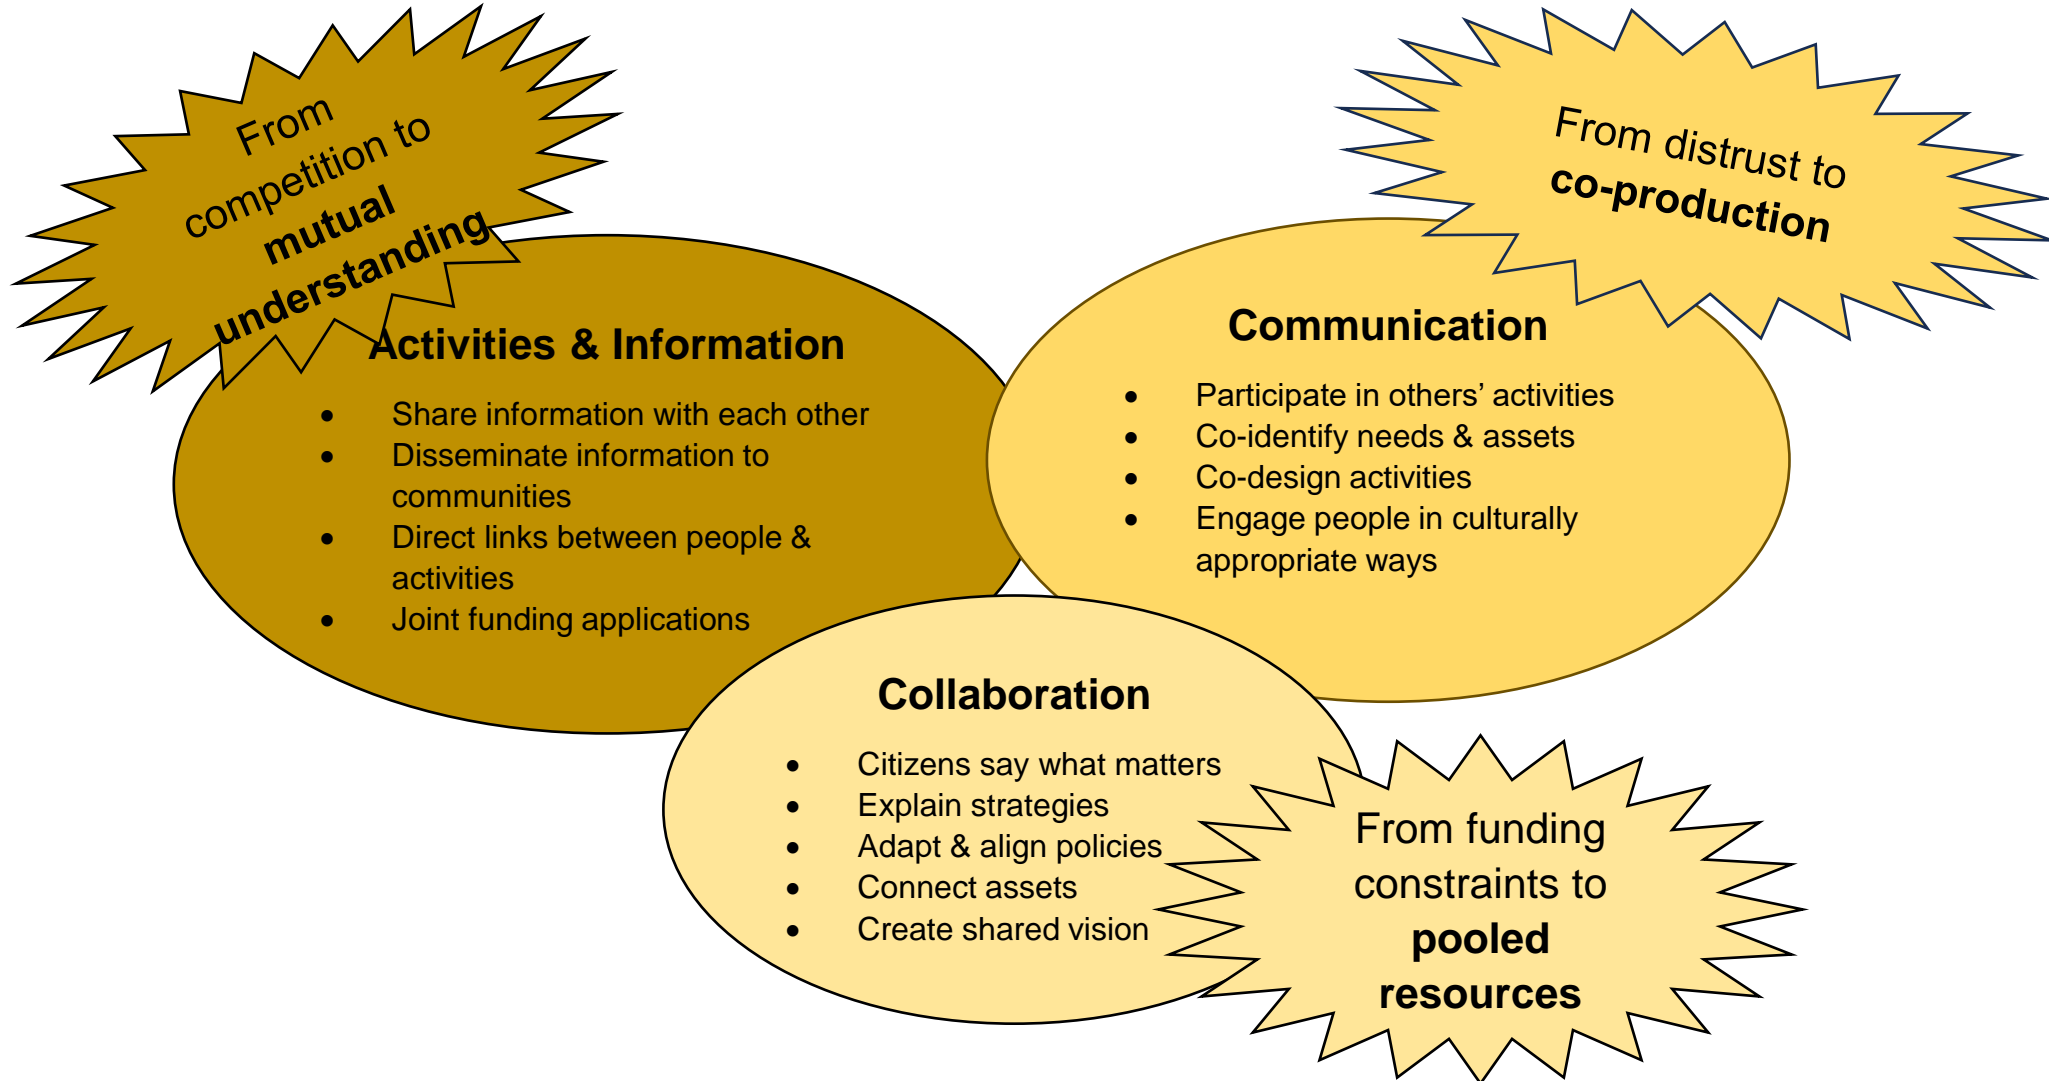 From
competition to
mutual
understanding
Activities & Information
• Share information with each other
• Disseminate information to
communities
• Direct links between people &
activities
• Joint funding applications
From distrust to
co-production
Communication
• Participate in others’ activities
• Co-identify needs & assets
• Co-design activities
• Engage people in culturally
appropriate ways
Collaboration
• Citizens say what matters
• Explain strategies
• Adapt & align policies
• Connect assets
• Create shared vision
From funding
constraints to
pooled
resources